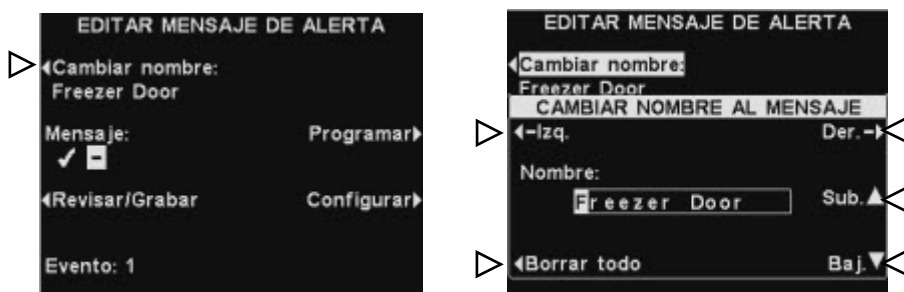 EDITAR MENSAJE DE ALERTA
◂Cambiar nombre:
Freezer Door
Mensaje:
Programar▸
✓ -
◂Revisar/Grabar
Configurar▸
Evento: 1
EDITAR MENSAJE DE ALERTA
◂Cambiar nombre:
Freezer Door
CAMBIAR NOMBRE AL MENSAJE
◂-Izq.
Der.-▸
Nombre:
Freezer Door
Sub.▲
◂Borrar todo
Baj.▼